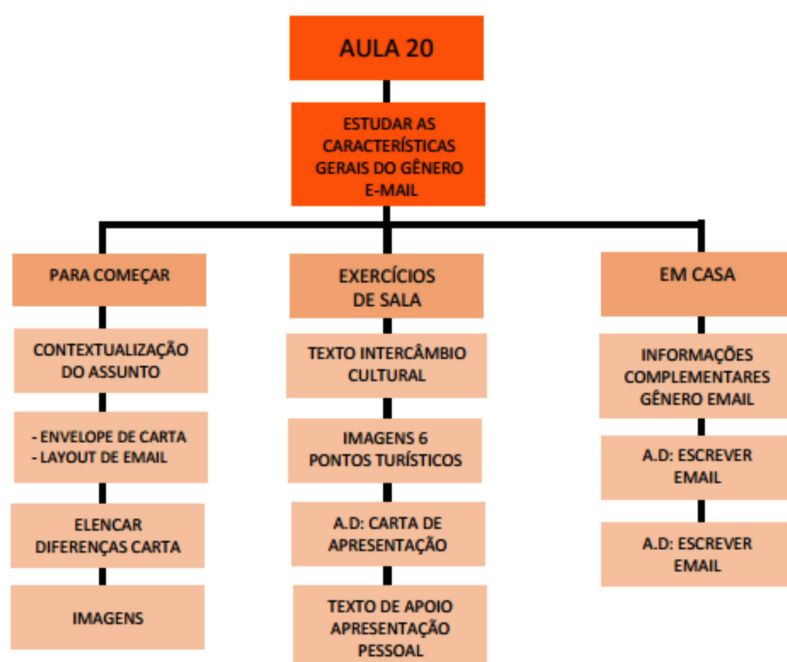 AULA 20
ESTUDAR AS
CARACTERÍSTICAS
GERAIS DO GÊNERO
E-MAIL
PARA COMEÇAR
CONTEXTUALIZAÇÃO
DO ASSUNTO
- ENVELOPE DE CARTA
- LAYOUT DE EMAIL
ELENCAR
DIFERENÇAS CARTA
IMAGENS
EXERCÍCIOS
DE SALA
TEXTO INTERCÂMBIO
CULTURAL
IMAGENS 6
PONTOS TURÍSTICOS
A.D: CARTA DE
APRESENTAÇÃO
TEXTO DE APOIO
APRESENTAÇÃO
PESSOAL
EM CASA
INFORMAÇÕES
COMPLEMENTARES
GÊNERO EMAIL
A.D: ESCREVER
EMAIL
A.D: ESCREVER
EMAIL